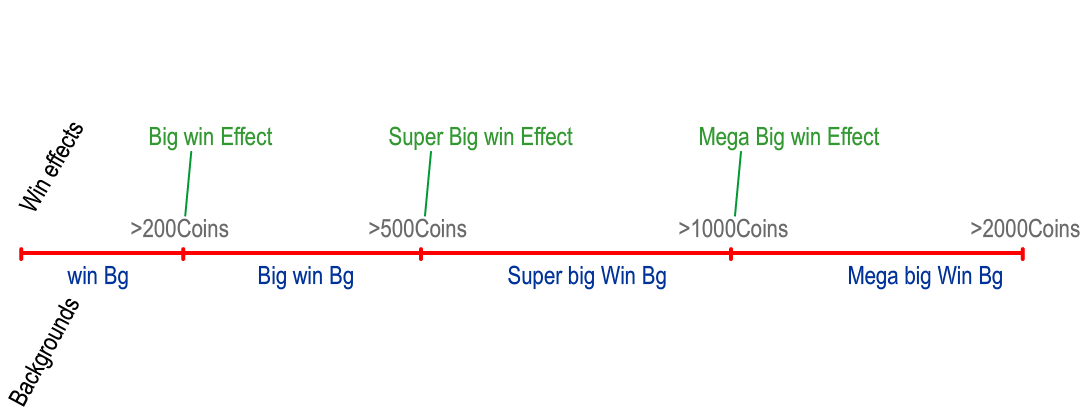 Win effects
Big win Effect
Super Big win Effect
Mega Big win Effect
>200Coins
>500Coins
>1000Coins
>2000Coins
win Bg
Big win Bg
Super big Win Bg
Mega big Win Bg
Backgrounds